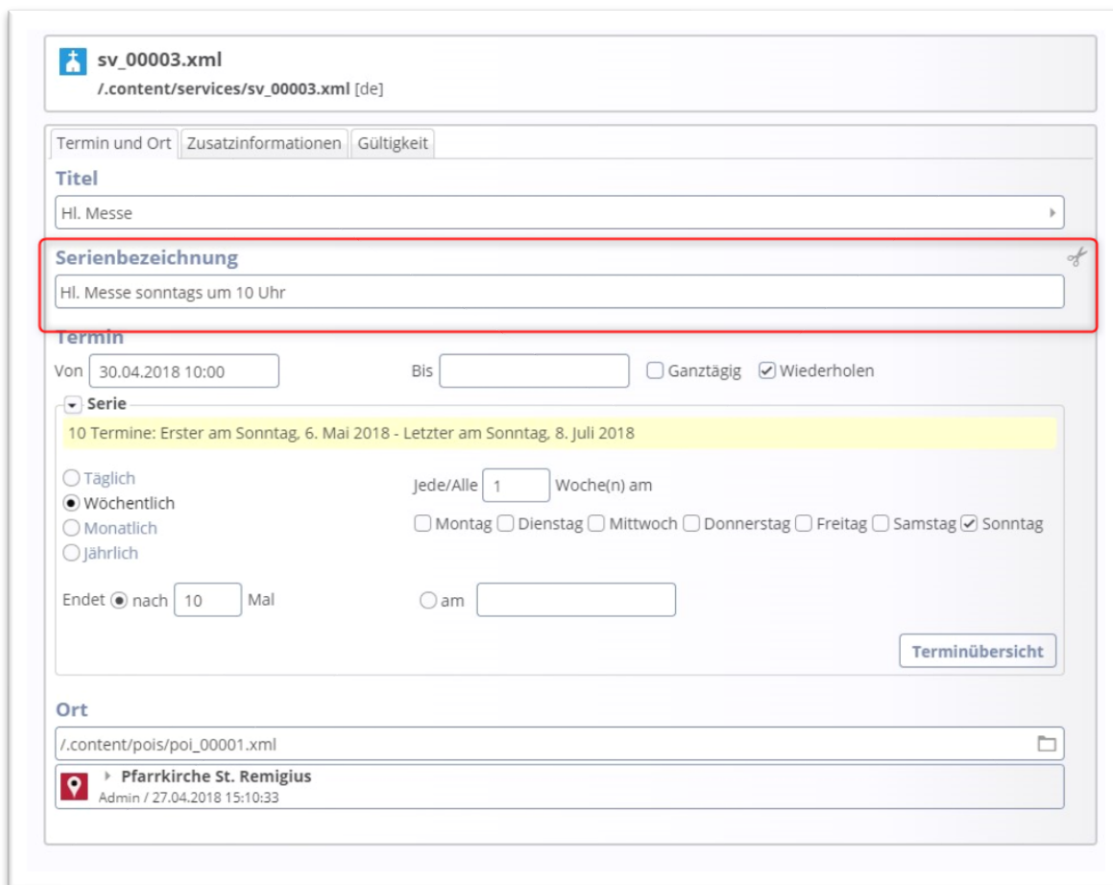 sv_00003.xml
/.content/services/sv_00003.xml [de]
Termin und Ort Zusatzinformationen Gültigkeit
Titel
Hl. Messe
Serienbezeichnung
Hl. Messe sonntags um 10 Uhr
Termin
Von 30.04.2018 10:00 Bis Ganztägig Wiederholen
Serie
10 Termine: Erster am Sonntag, 6. Mai 2018 - Letzter am Sonntag, 8. Juli 2018
Täglich Jede/Alle 1 Woche(n) am
Wöchentlich
Monatlich Montag Dienstag Mittwoch Donnerstag Freitag Samstag Sonntag
Jährlich
Endet nach 10 Mal am
Terminübersicht
Ort
/.content/pois/poi_00001.xml
Pfarrkirche St. Remigius
Admin / 27.04.2018 15:10:33